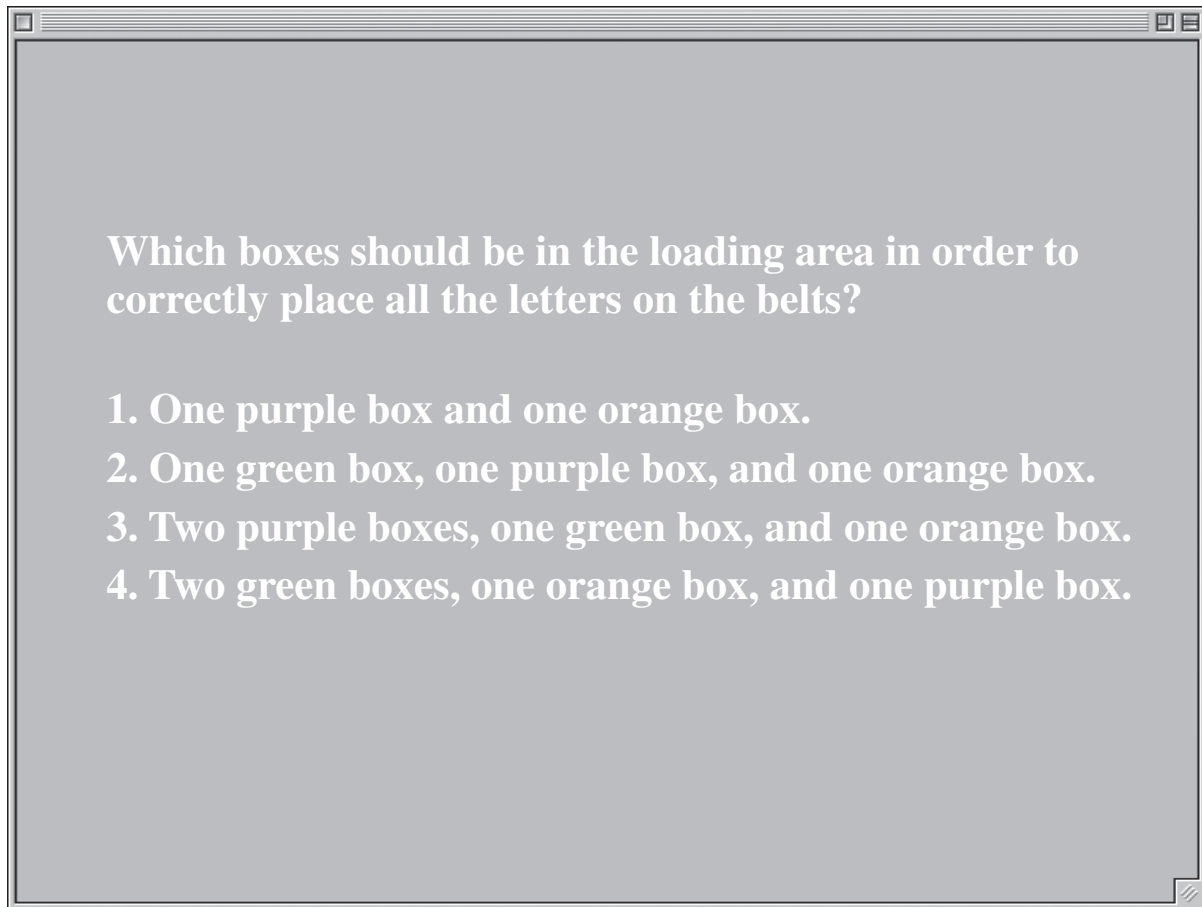 Which boxes should be in the loading area in order to
correctly place all the letters on the belts?
1. One purple box and one orange box.
2. One green box, one purple box, and one orange box.
3. Two purple boxes, one green box, and one orange box.
4. Two green boxes, one orange box, and one purple box.